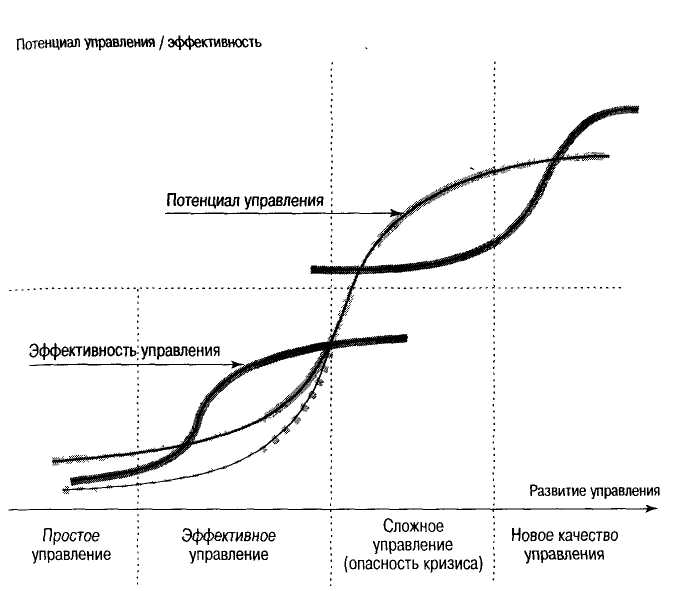 Потенциал управления / эффективность
Потенциал управления
Эффективность управления
Развитие управления
Простое
управление
Эффективное
управление
Сложное
управление
(опасность кризиса)
Новое качество
управления